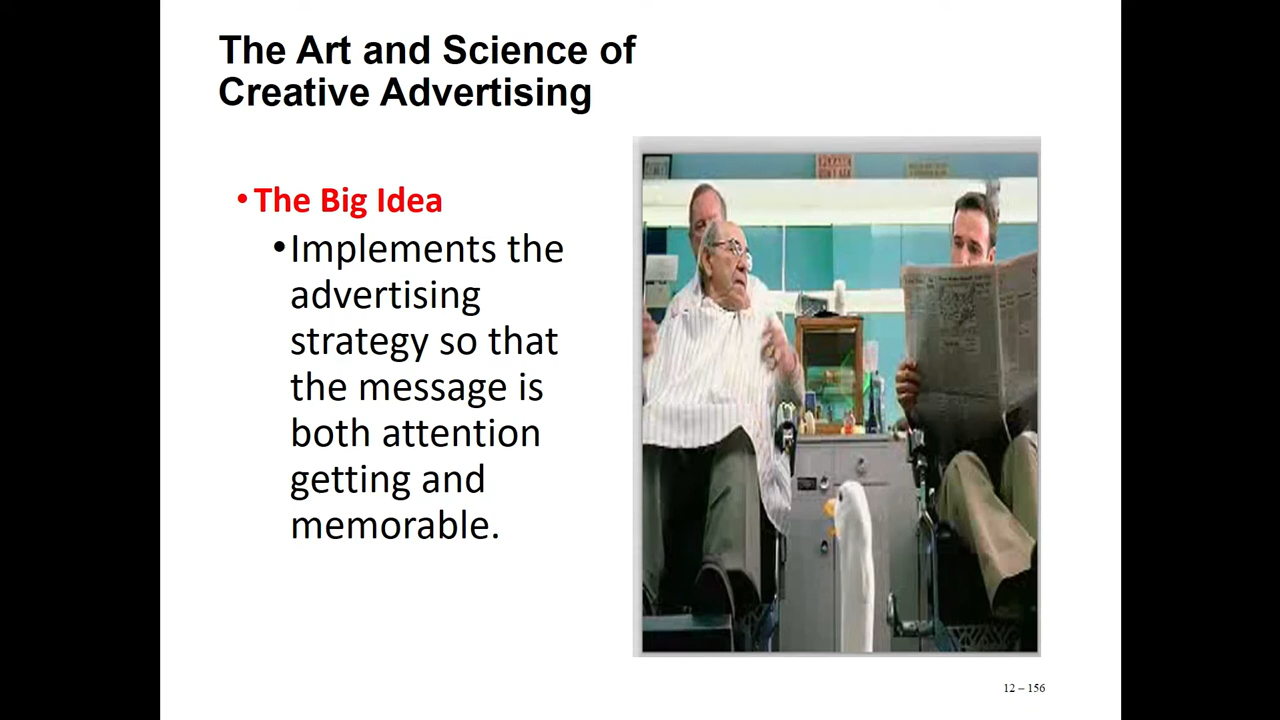 The Art and Science of
Creative Advertising
• The Big Idea
•Implements the
advertising
strategy so that
the message is
both attention
getting and
memorable.
PLEASE
12 – 156